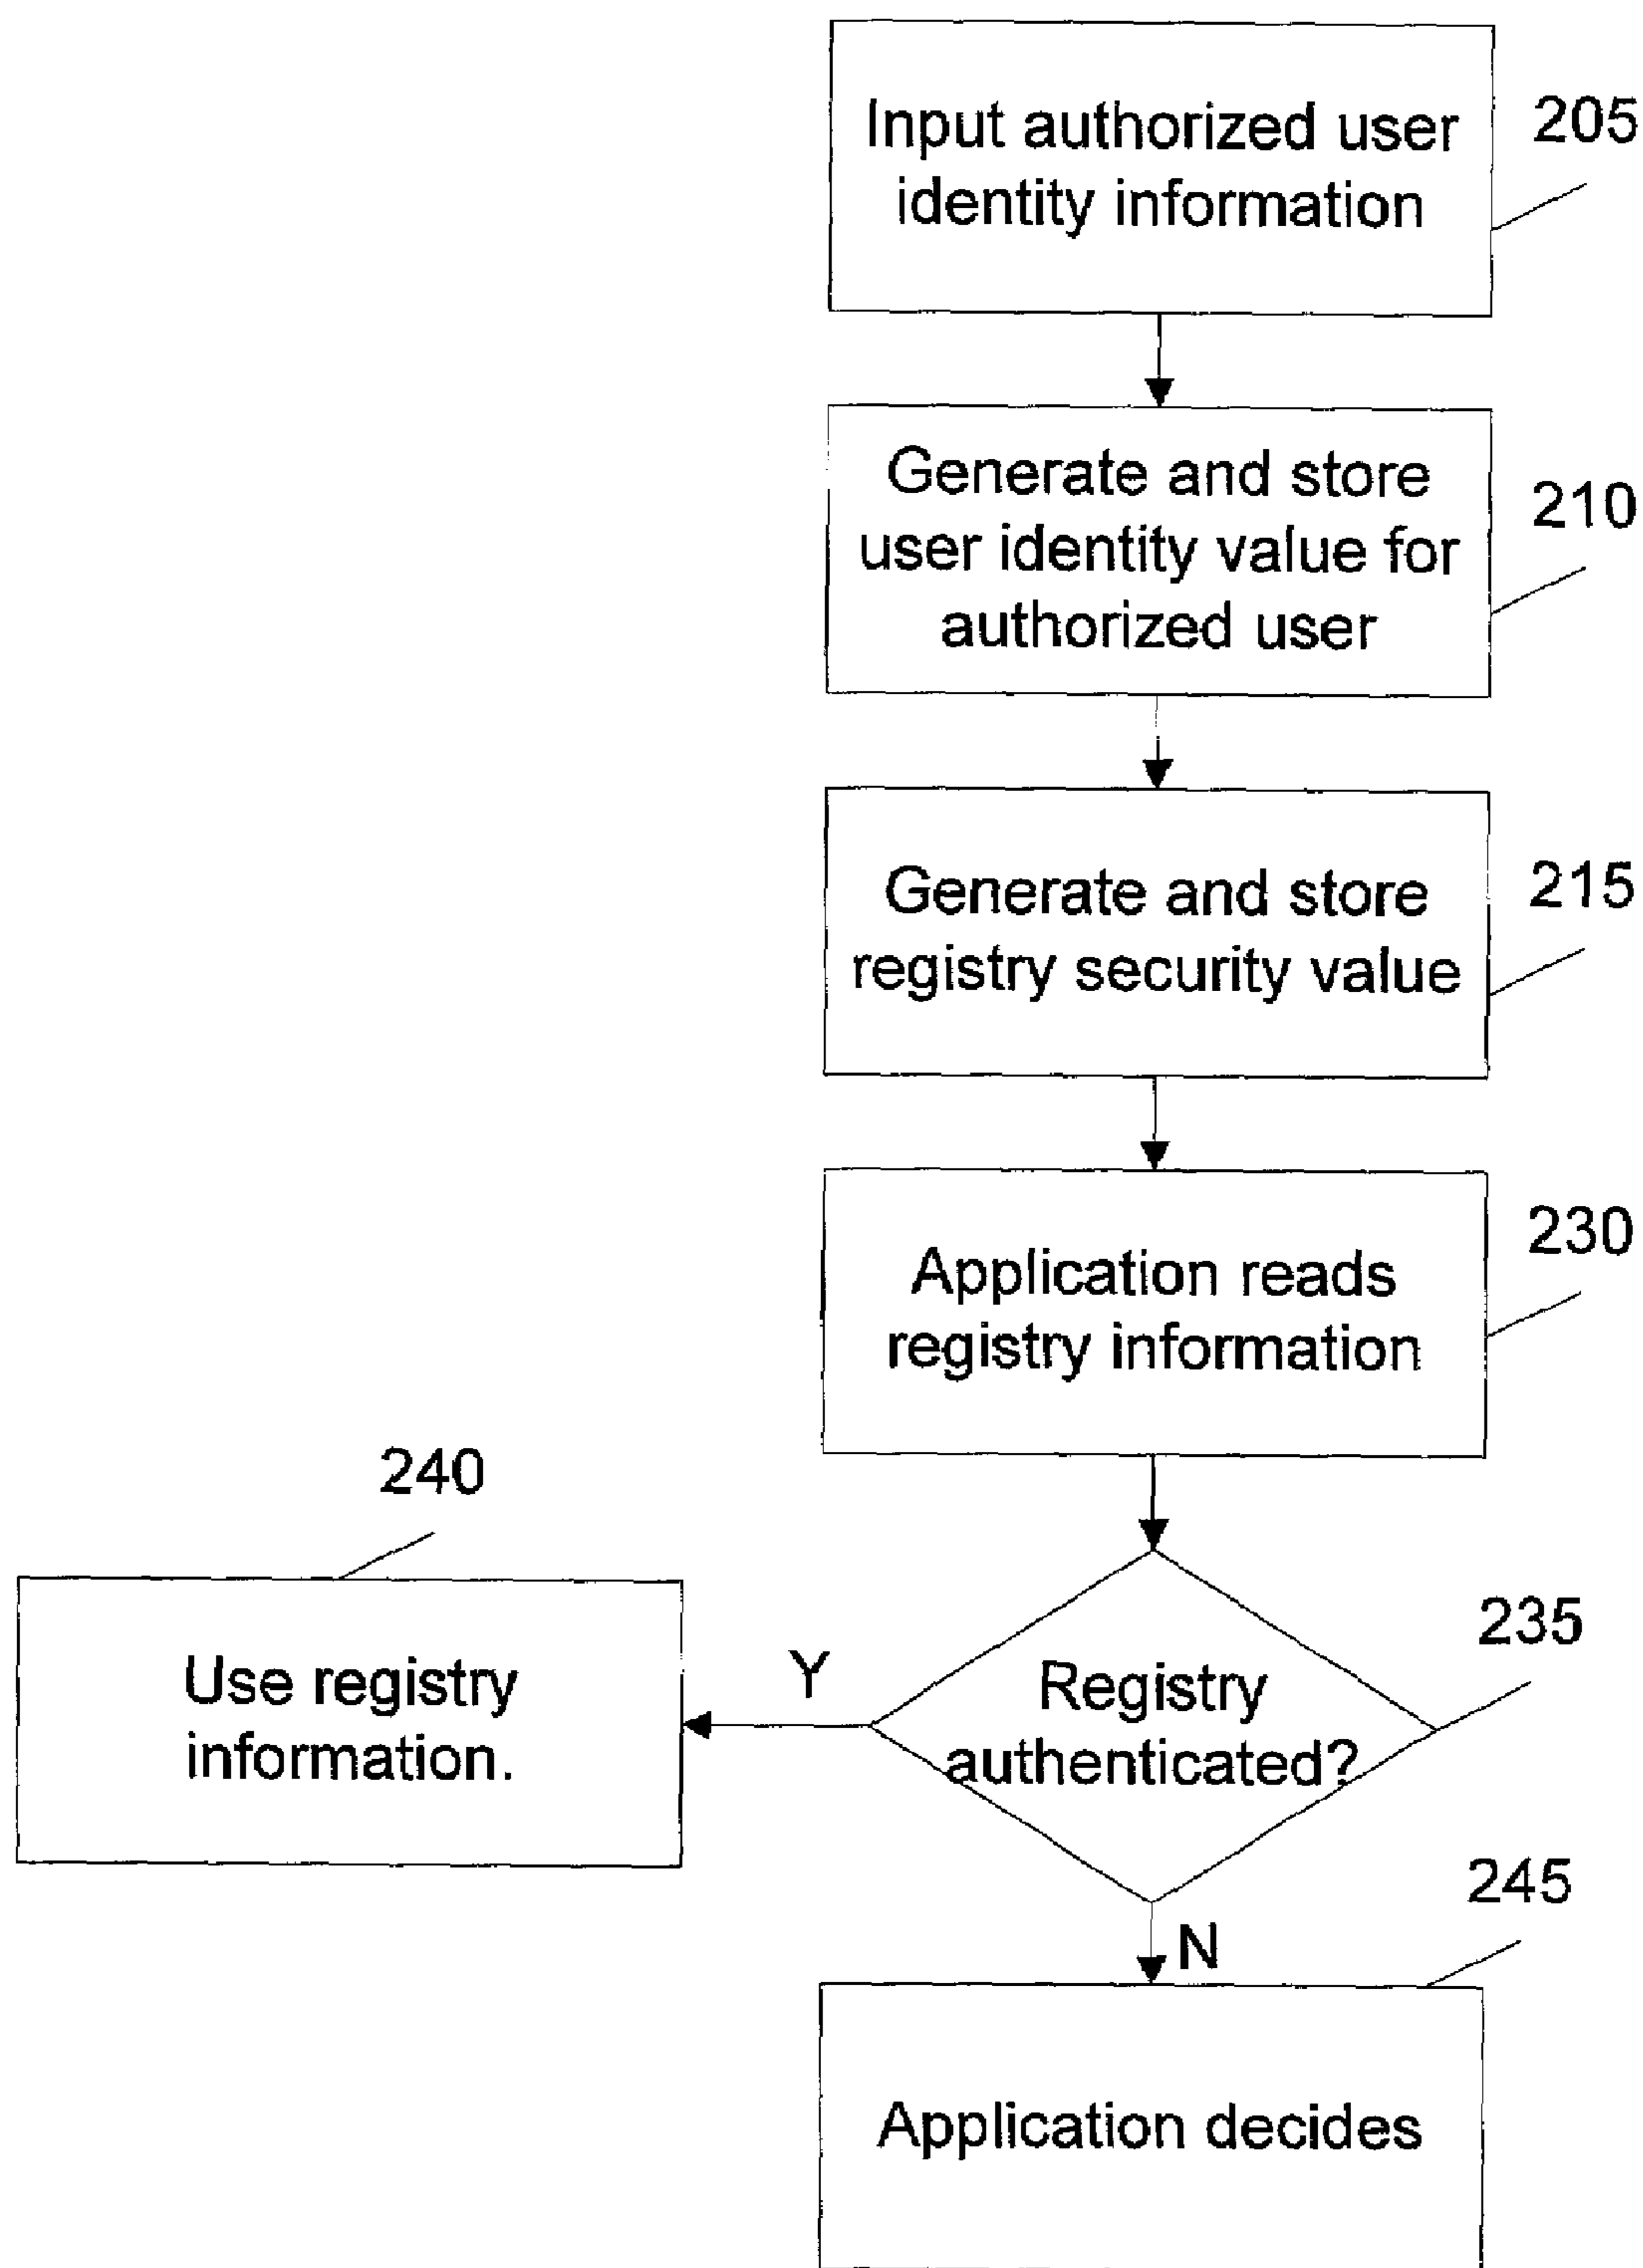 Input authorized user
identity information
205
Generate and store
user identity value for
authorized user
210
Generate and store
registry security value
215
Application reads
registry information
230
240
Use registry
information.
Y
Registry
authenticated?
235
N
245
Application decides